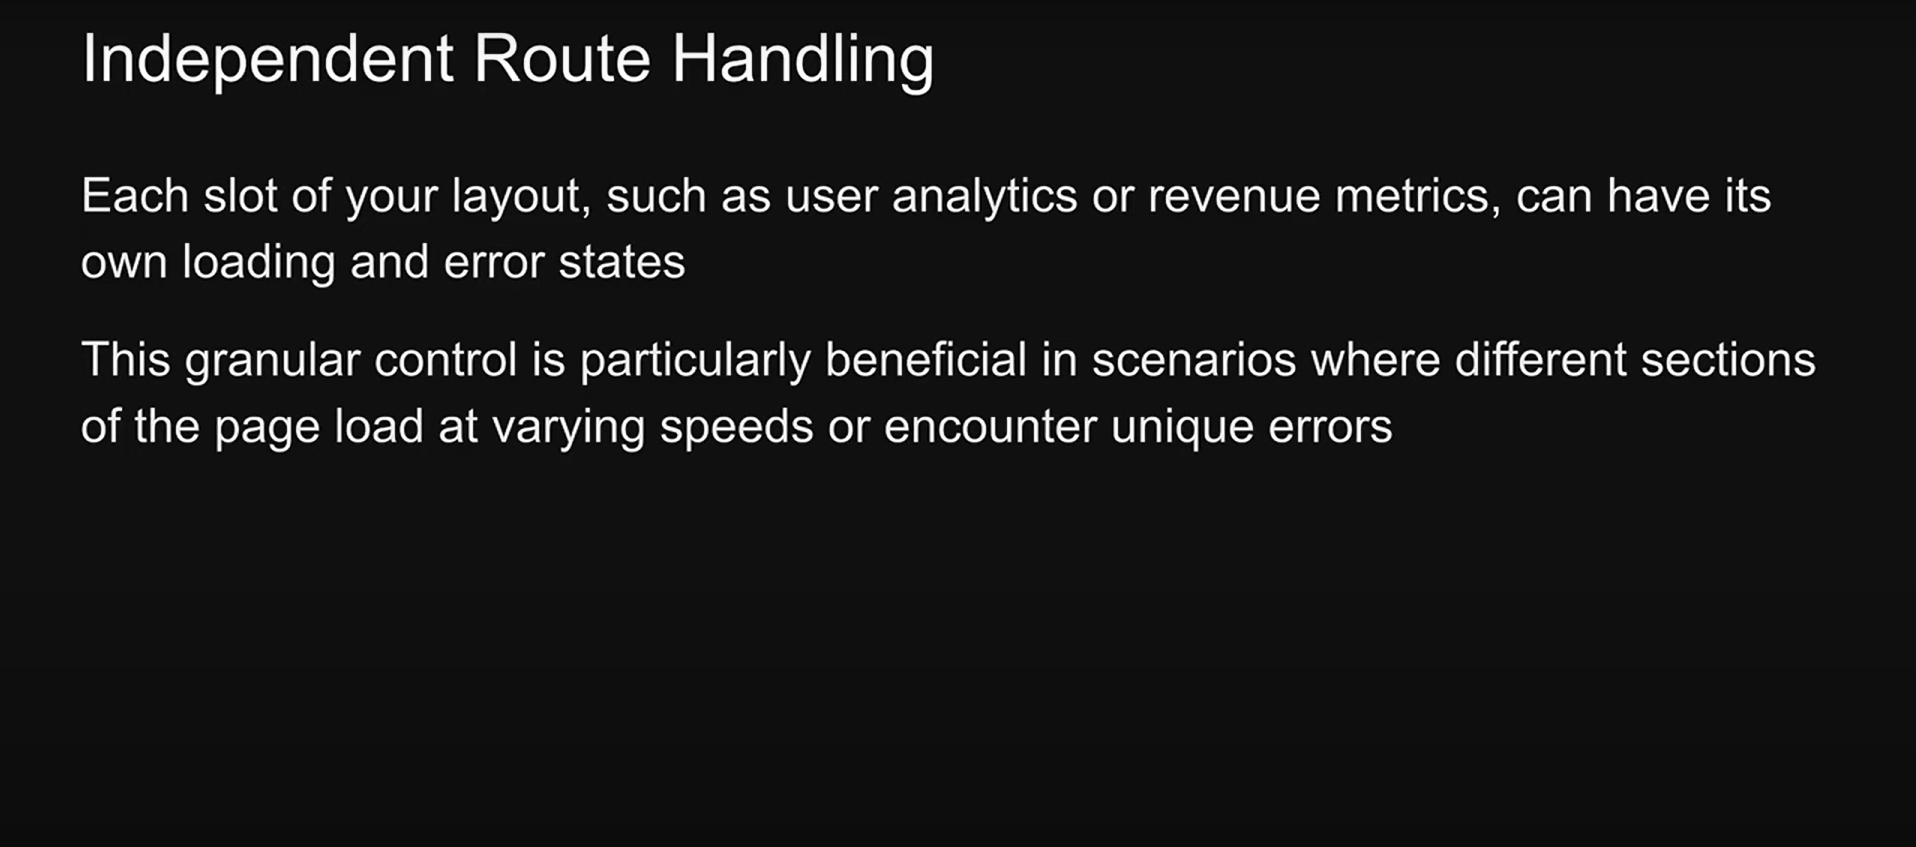 Independent Route Handling
Each slot of your layout, such as user analytics or revenue metrics, can have its
own loading and error states
This granular control is particularly beneficial in scenarios where different sections
of the page load at varying speeds or encounter unique errors